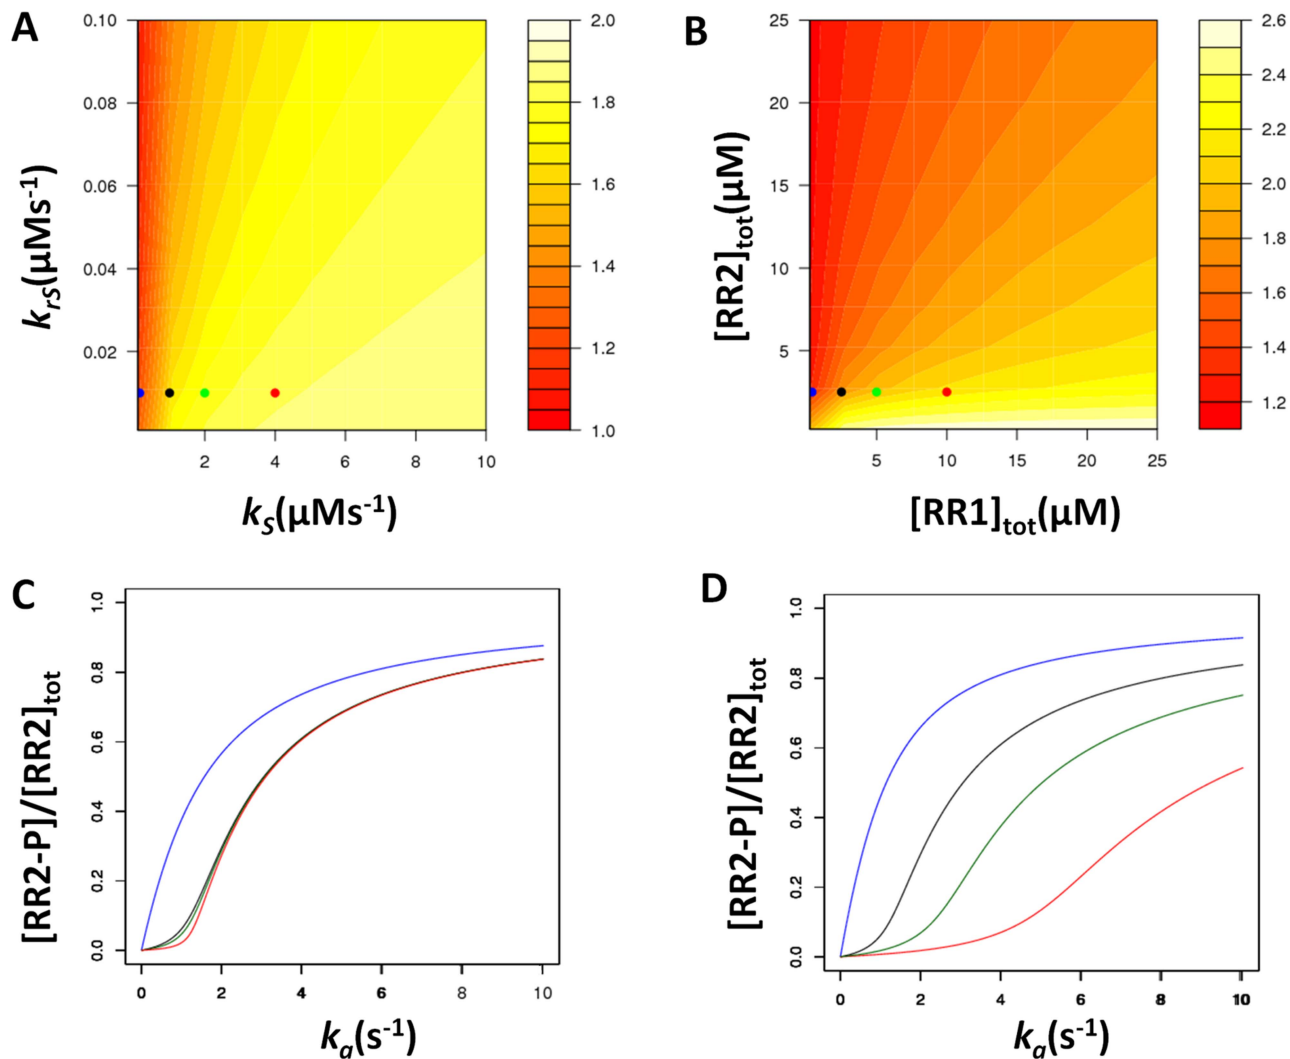 A
0.10
0.08
0.06
0.04
0.02
k_rS(µMs⁻¹)
2 4 6 8 10
k_S(µMs⁻¹)
2.0
1.8
1.6
1.4
1.2
1.0
B
25
20
15
10
5
[RR2]tot(µM)
5 10 15 20 25
[RR1]tot(µM)
2.6
2.4
2.2
2.0
1.8
1.6
1.4
1.2
C
1.0
0.8
0.6
0.4
0.2
0.0
[RR2-P]/[RR2]tot
0 2 4 6 8 10
k_a(s⁻¹)
D
1.0
0.8
0.6
0.4
0.2
0.0
[RR2-P]/[RR2]tot
0 2 4 6 8 10
k_a(s⁻¹)